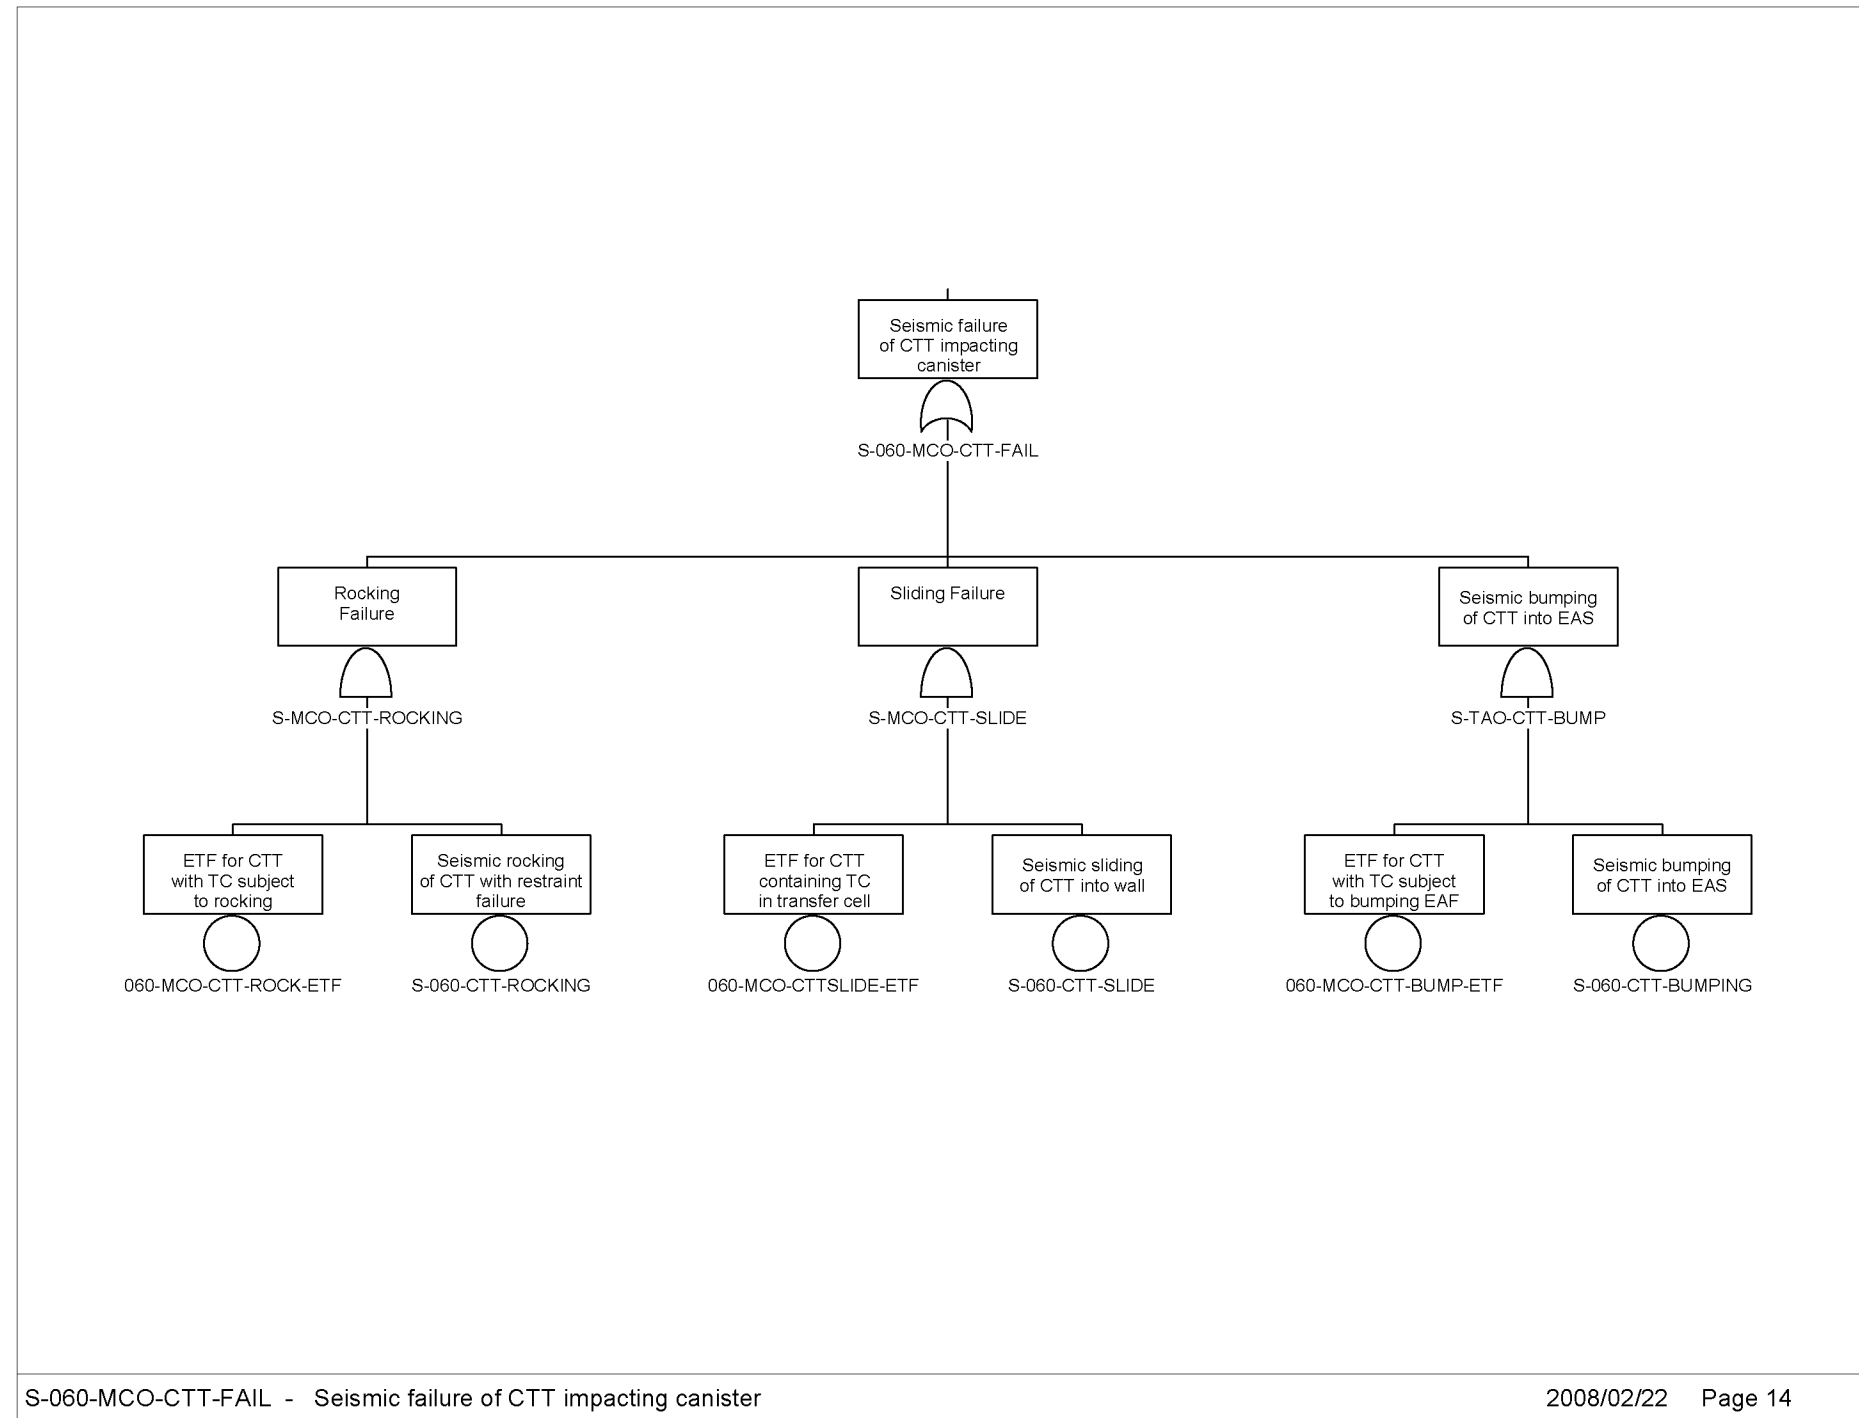 Seismic failure
of CTT impacting
canister
S-060-MCO-CTT-FAIL
Rocking
Failure
S-MCO-CTT-ROCKING
Sliding Failure
S-MCO-CTT-SLIDE
Seismic bumping
of CTT into EAS
S-TAO-CTT-BUMP
ETF for CTT
with TC subject
to rocking
060-MCO-CTT-ROCK-ETF
Seismic rocking
of CTT with restraint
failure
S-060-CTT-ROCKING
ETF for CTT
containing TC
in transfer cell
060-MCO-CTTSLIDE-ETF
Seismic sliding
of CTT into wall
S-060-CTT-SLIDE
ETF for CTT
with TC subject
to bumping EAF
060-MCO-CTT-BUMP-ETF
Seismic bumping
of CTT into EAS
S-060-CTT-BUMPING
S-060-MCO-CTT-FAIL - Seismic failure of CTT impacting canister
2008/02/22 Page 14